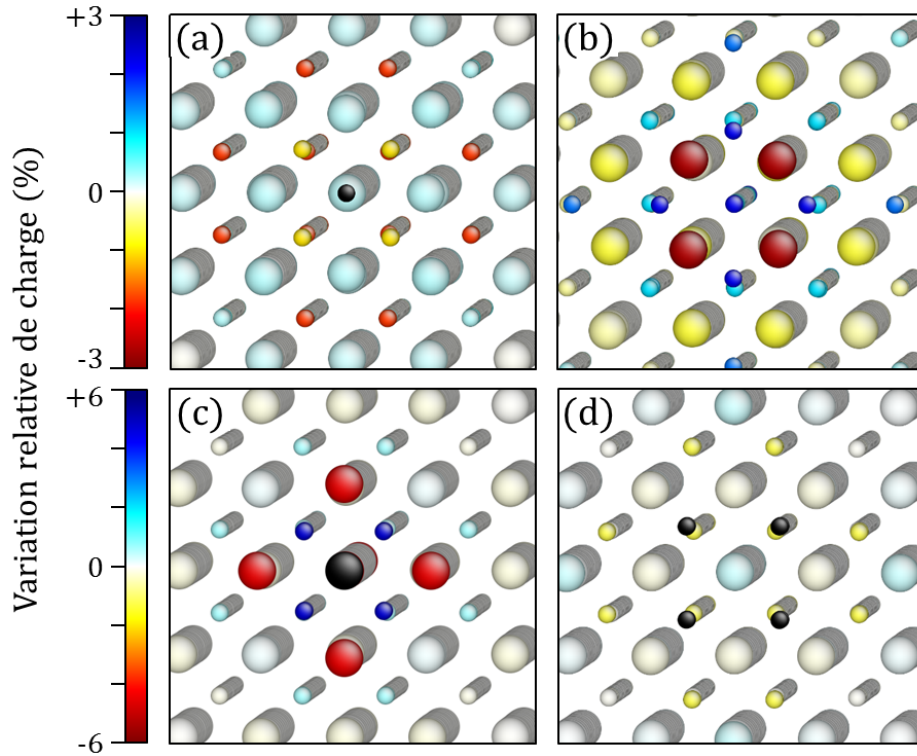 +3
0
-3
+6
0
-6
Variation relative de charge (%)
(a)
(b)
(c)
(d)